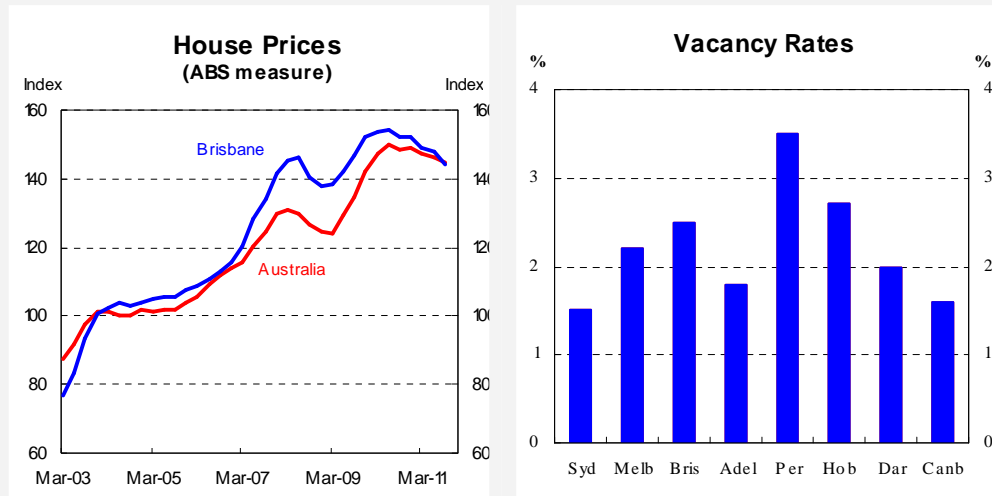 House Prices
(ABS measure)
Index Index
160 160
Brisbane
140 140
120 120
Australia
100 100
80 80
60 60
Mar-03 Mar-05 Mar-07 Mar-09 Mar-11
Vacancy Rates
% %
4 4
3 3
2 2
1 1
0 0
Syd Melb Bris Adel Per Hob Dar Canb